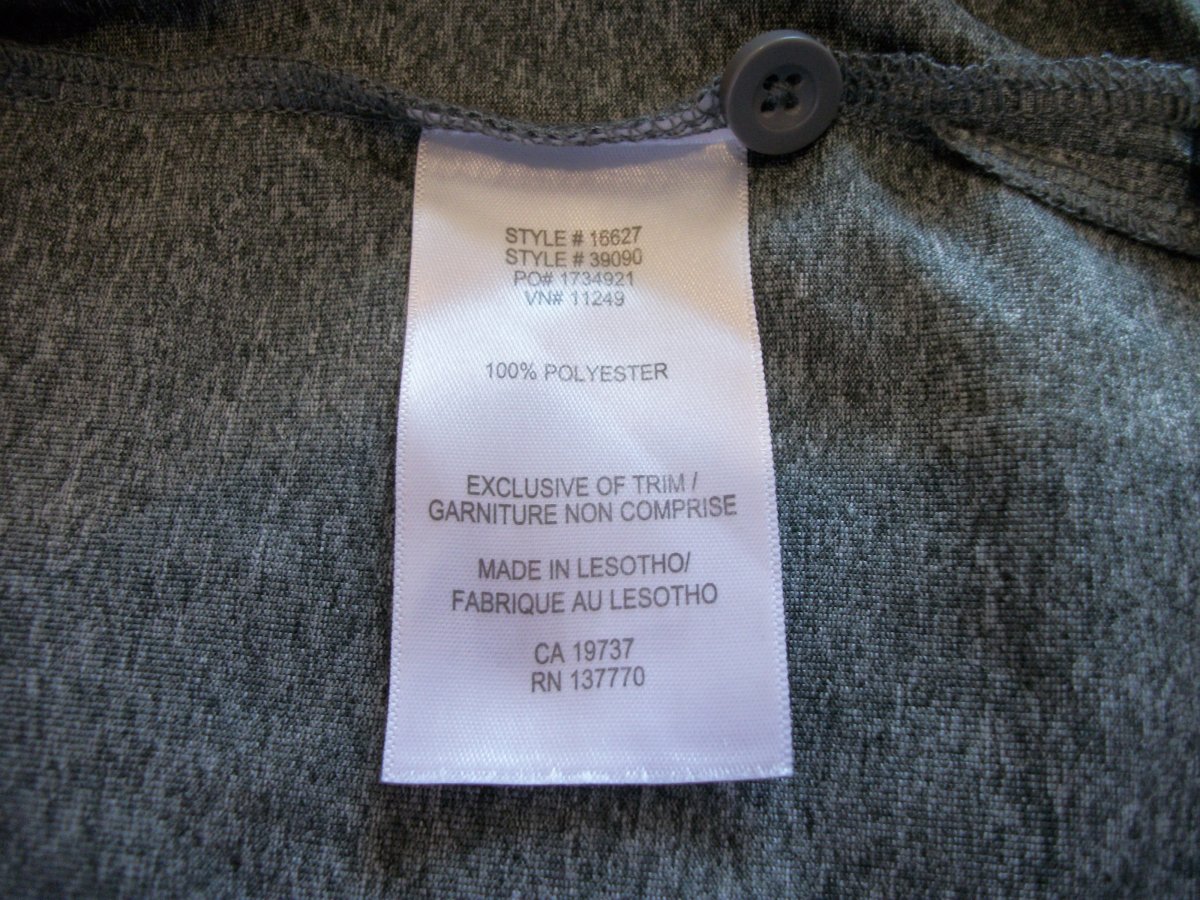 STYLE # 16627
STYLE # 39090
PO# 1734921
VN# 11249
100% POLYESTER
EXCLUSIVE OF TRIM /
GARNITURE NON COMPRISE
MADE IN LESOTHO/
FABRIQUE AU LESOTHO
CA 19737
RN 137770